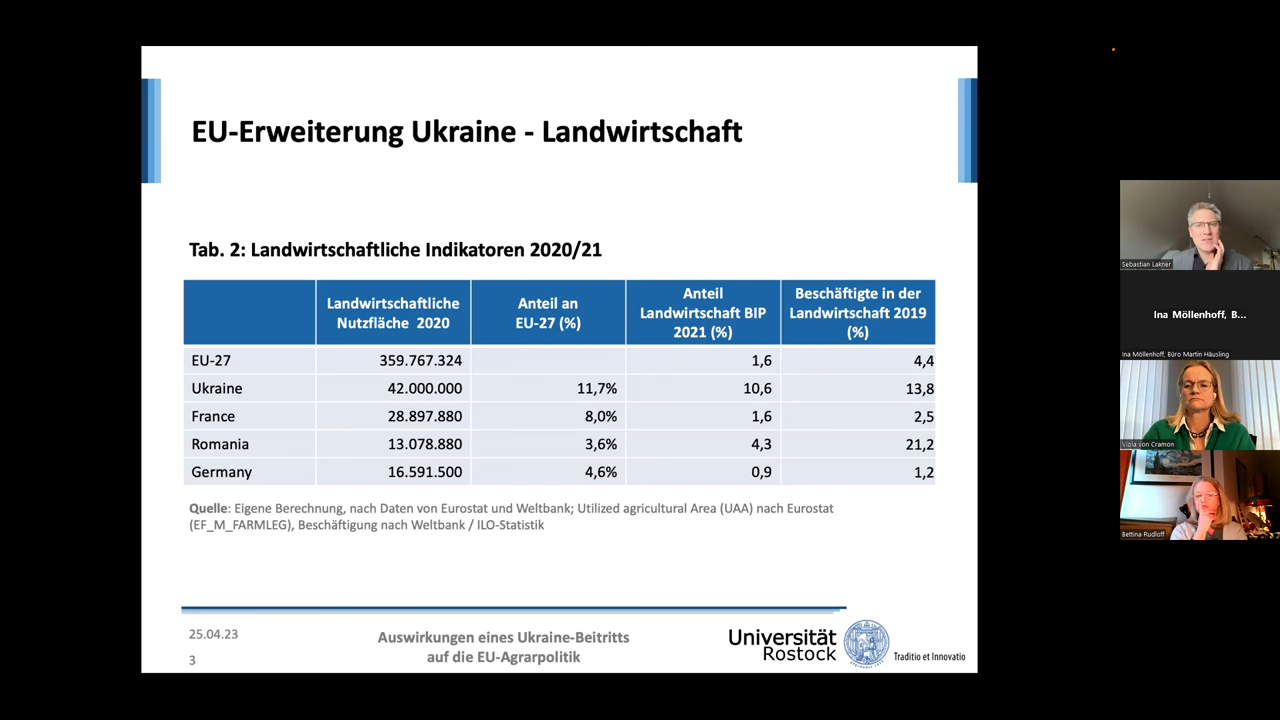 EU-Erweiterung Ukraine - Landwirtschaft
Tab. 2: Landwirtschaftliche Indikatoren 2020/21
Landwirtschaftliche Nutzfläche 2020 Anteil an EU-27 (%) Anteil Landwirtschaft BIP 2021 (%) Beschäftigte in der Landwirtschaft 2019 (%)
EU-27 359.767.324 1,6 4,4
Ukraine 42.000.000 11,7% 10,6 13,8
France 28.897.880 8,0% 1,6 2,5
Romania 13.078.880 3,6% 4,3 21,2
Germany 16.591.500 4,6% 0,9 1,2
Quelle: Eigene Berechnung, nach Daten von Eurostat und Weltbank; Utilized agricultural Area (UAA) nach Eurostat
(EF_M_FARMLEG), Beschäftigung nach Weltbank / ILO-Statistik
25.04.23
3
Auswirkungen eines Ukraine-Beitritts
auf die EU-Agrarpolitik
Universität
Rostock
Traditio et Innovatio
Sebastian Lakner
Ina Möllenhoff, B...
Ina Möllenhoff, Büro Martin Häusling
Viola von Cramon
Bettina Rudloff